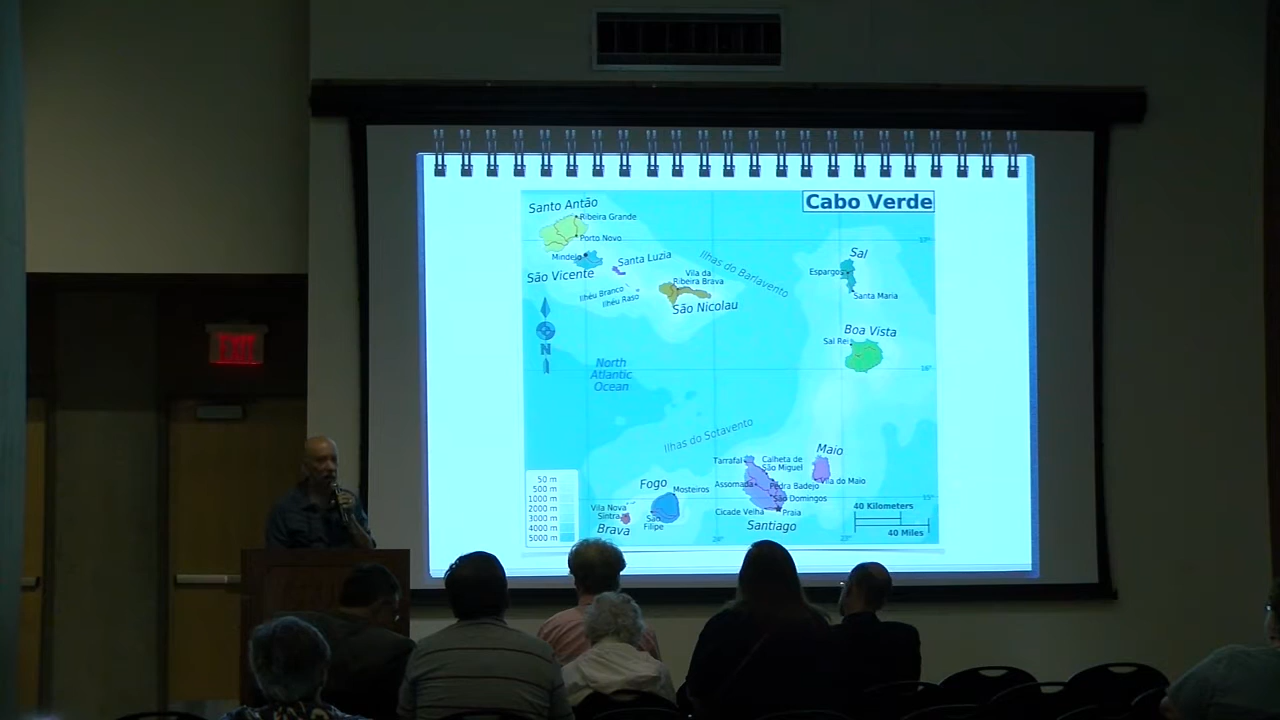 Cabo Verde
Santo Antão
Ribeira Grande
Porto Novo
Mindelo
São Vicente
Santa Luzia
Ilhéu Branco
Ilhéu Raso
Vila da
Ribeira Brava
São Nicolau
Ilhas do Barlavento
Sal
Espargos
Santa Maria
Boa Vista
Sal Rei
N
North
Atlantic
Ocean
17°
16°
EXIT
Ilhas do Sotavento
Maio
Vila do Maio
Tarrafal
Calheta de
São Miguel
Assomada
Pedra Badejo
São Domingos
Cidade Velha
Praia
Santiago
Fogo
Mosteiros
São
Filipe
Vila Nova
Sintra
Brava
50 m
500 m
1000 m
2000 m
3000 m
4000 m
5000 m
15°
40 Kilometers
40 Miles